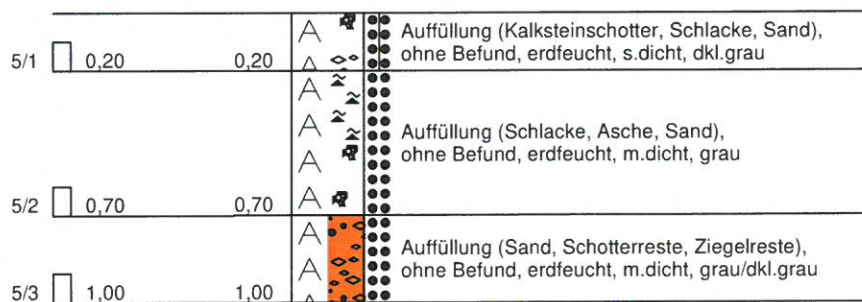 A
Auffüllung (Kalksteinschotter, Schlacke, Sand),
5/1 0,20 0,20 A ohne Befund, erdfeucht, s.dicht, dkl.grau
A
A Auffüllung (Schlacke, Asche, Sand),
A ohne Befund, erdfeucht, m.dicht, grau
5/2 0,70 0,70 A
A
Auffüllung (Sand, Schotterreste, Ziegelreste),
A ohne Befund, erdfeucht, m.dicht, grau/dkl.grau
5/3 1,00 1,00 A